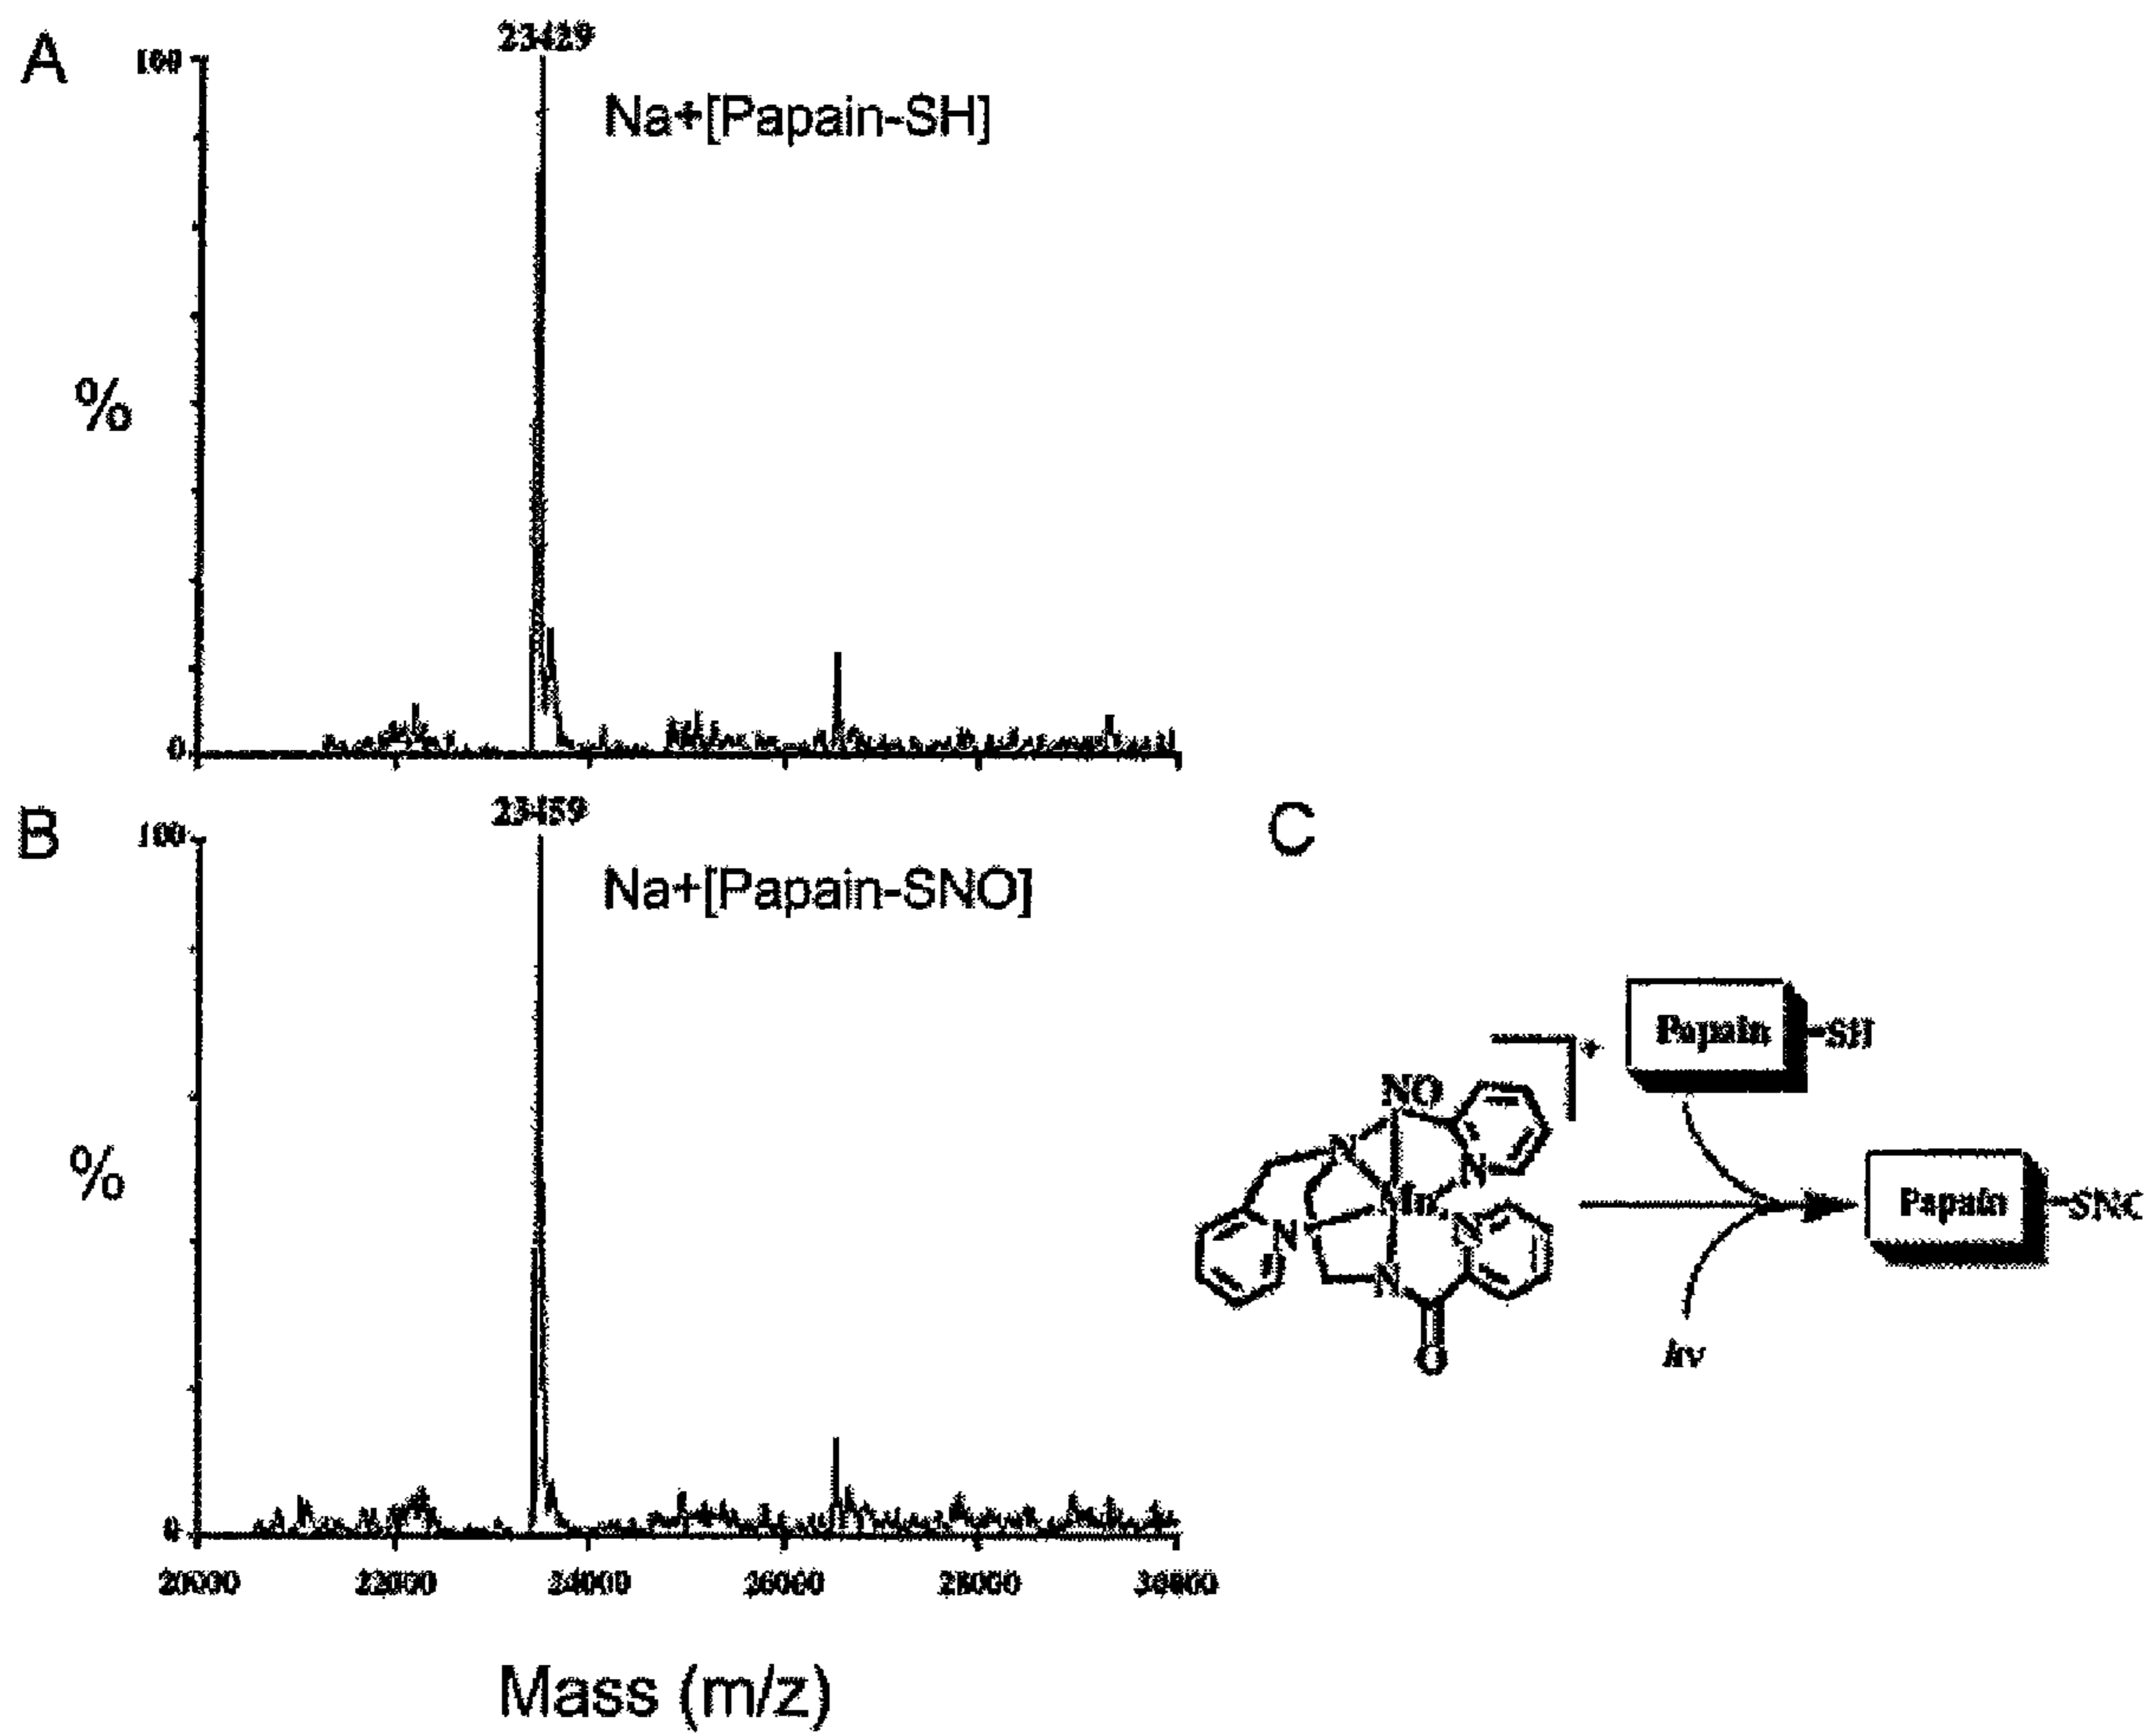 A
100
23429
Na+[Papain-SH]
%
0
B
100
23459
Na+[Papain-SNO]
%
0
20000 22000 24000 26000 28000 30000
Mass (m/z)
C
Papain -SH
+
NO
N
N
Mn
N
N
N
O
Papain -SNO
hν